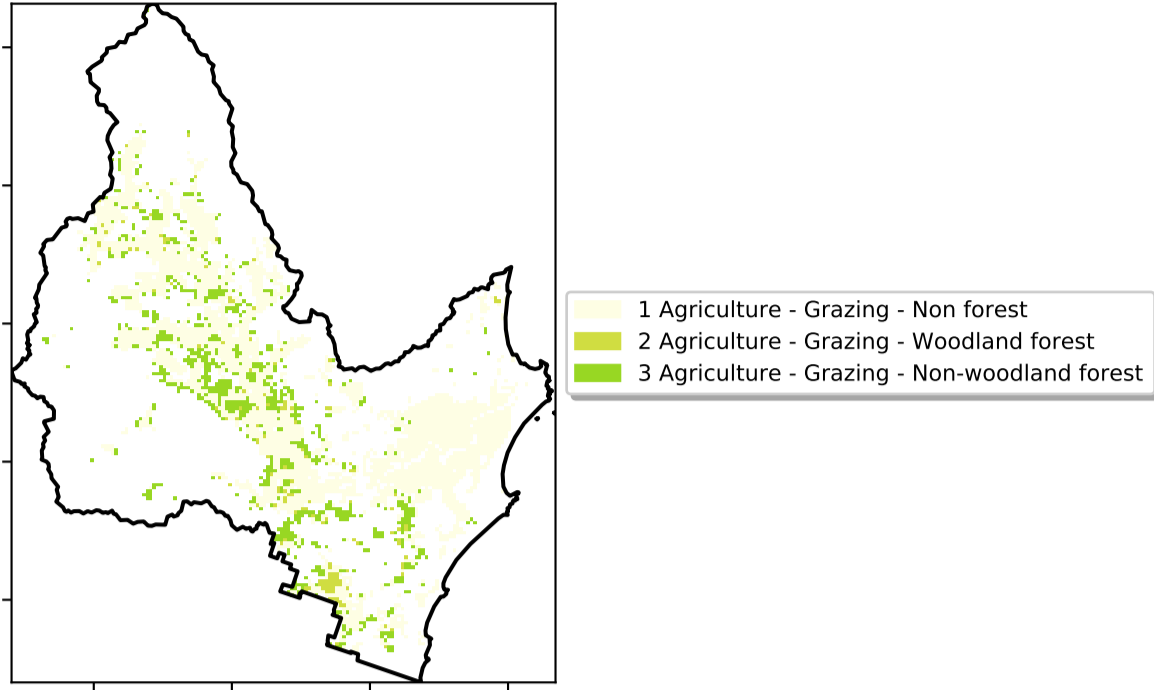 1 Agriculture - Grazing - Non forest
2 Agriculture - Grazing - Woodland forest
3 Agriculture - Grazing - Non-woodland forest